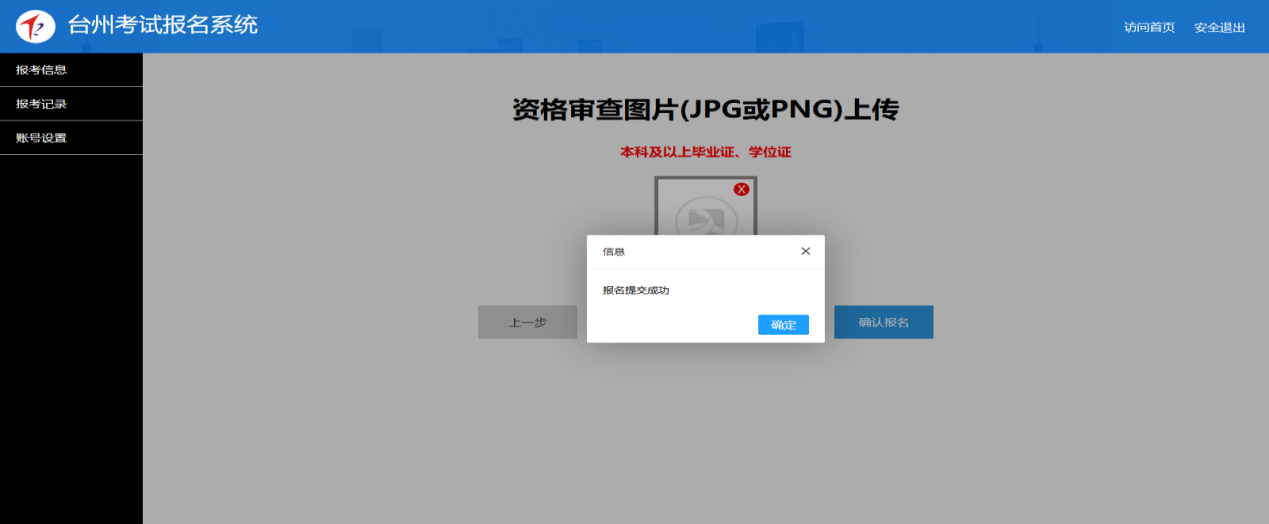 台州考试报名系统
访问首页 安全退出
报考信息
报考记录
账号设置
资格审查图片(JPG或PNG)上传
本科及以上毕业证、学位证
X
信息
报名提交成功
确定
上一步
确认报名